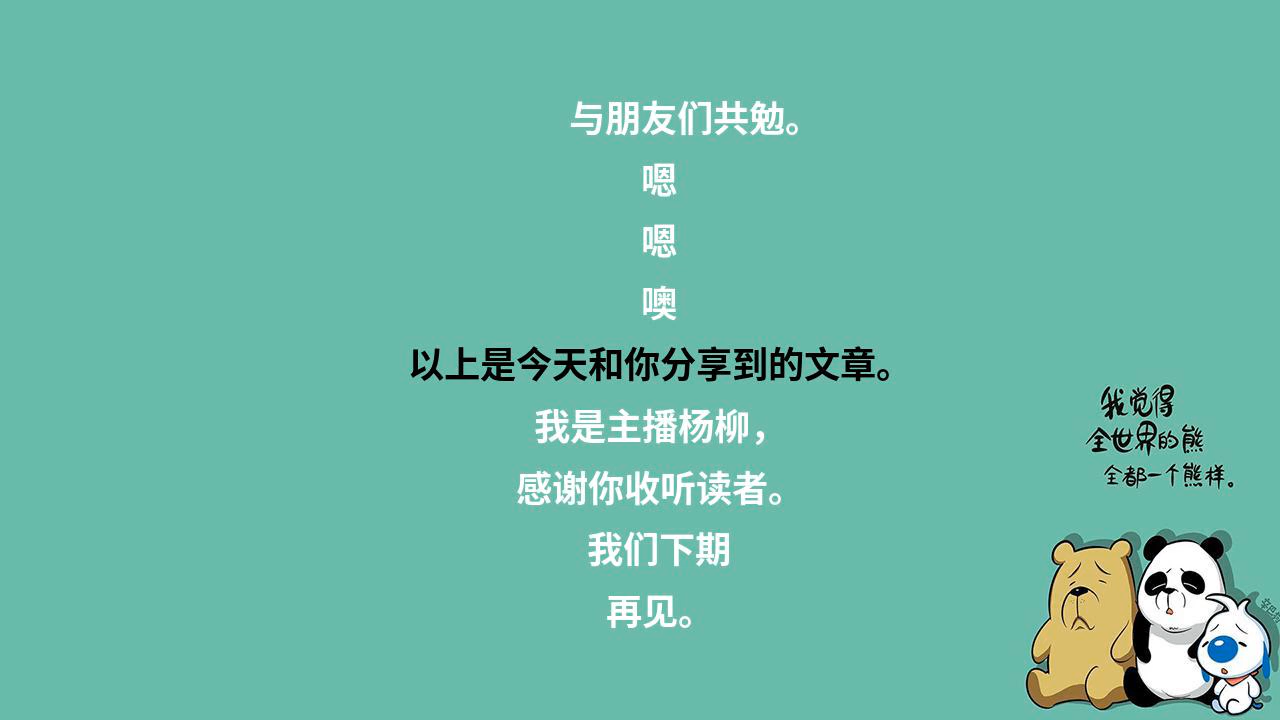 与朋友们共勉。
嗯
嗯
噢
以上是今天和你分享到的文章。
我是主播杨柳，
感谢你收听读者。
我们下期
再见。
我觉得
全世界的熊
全都一个熊样。